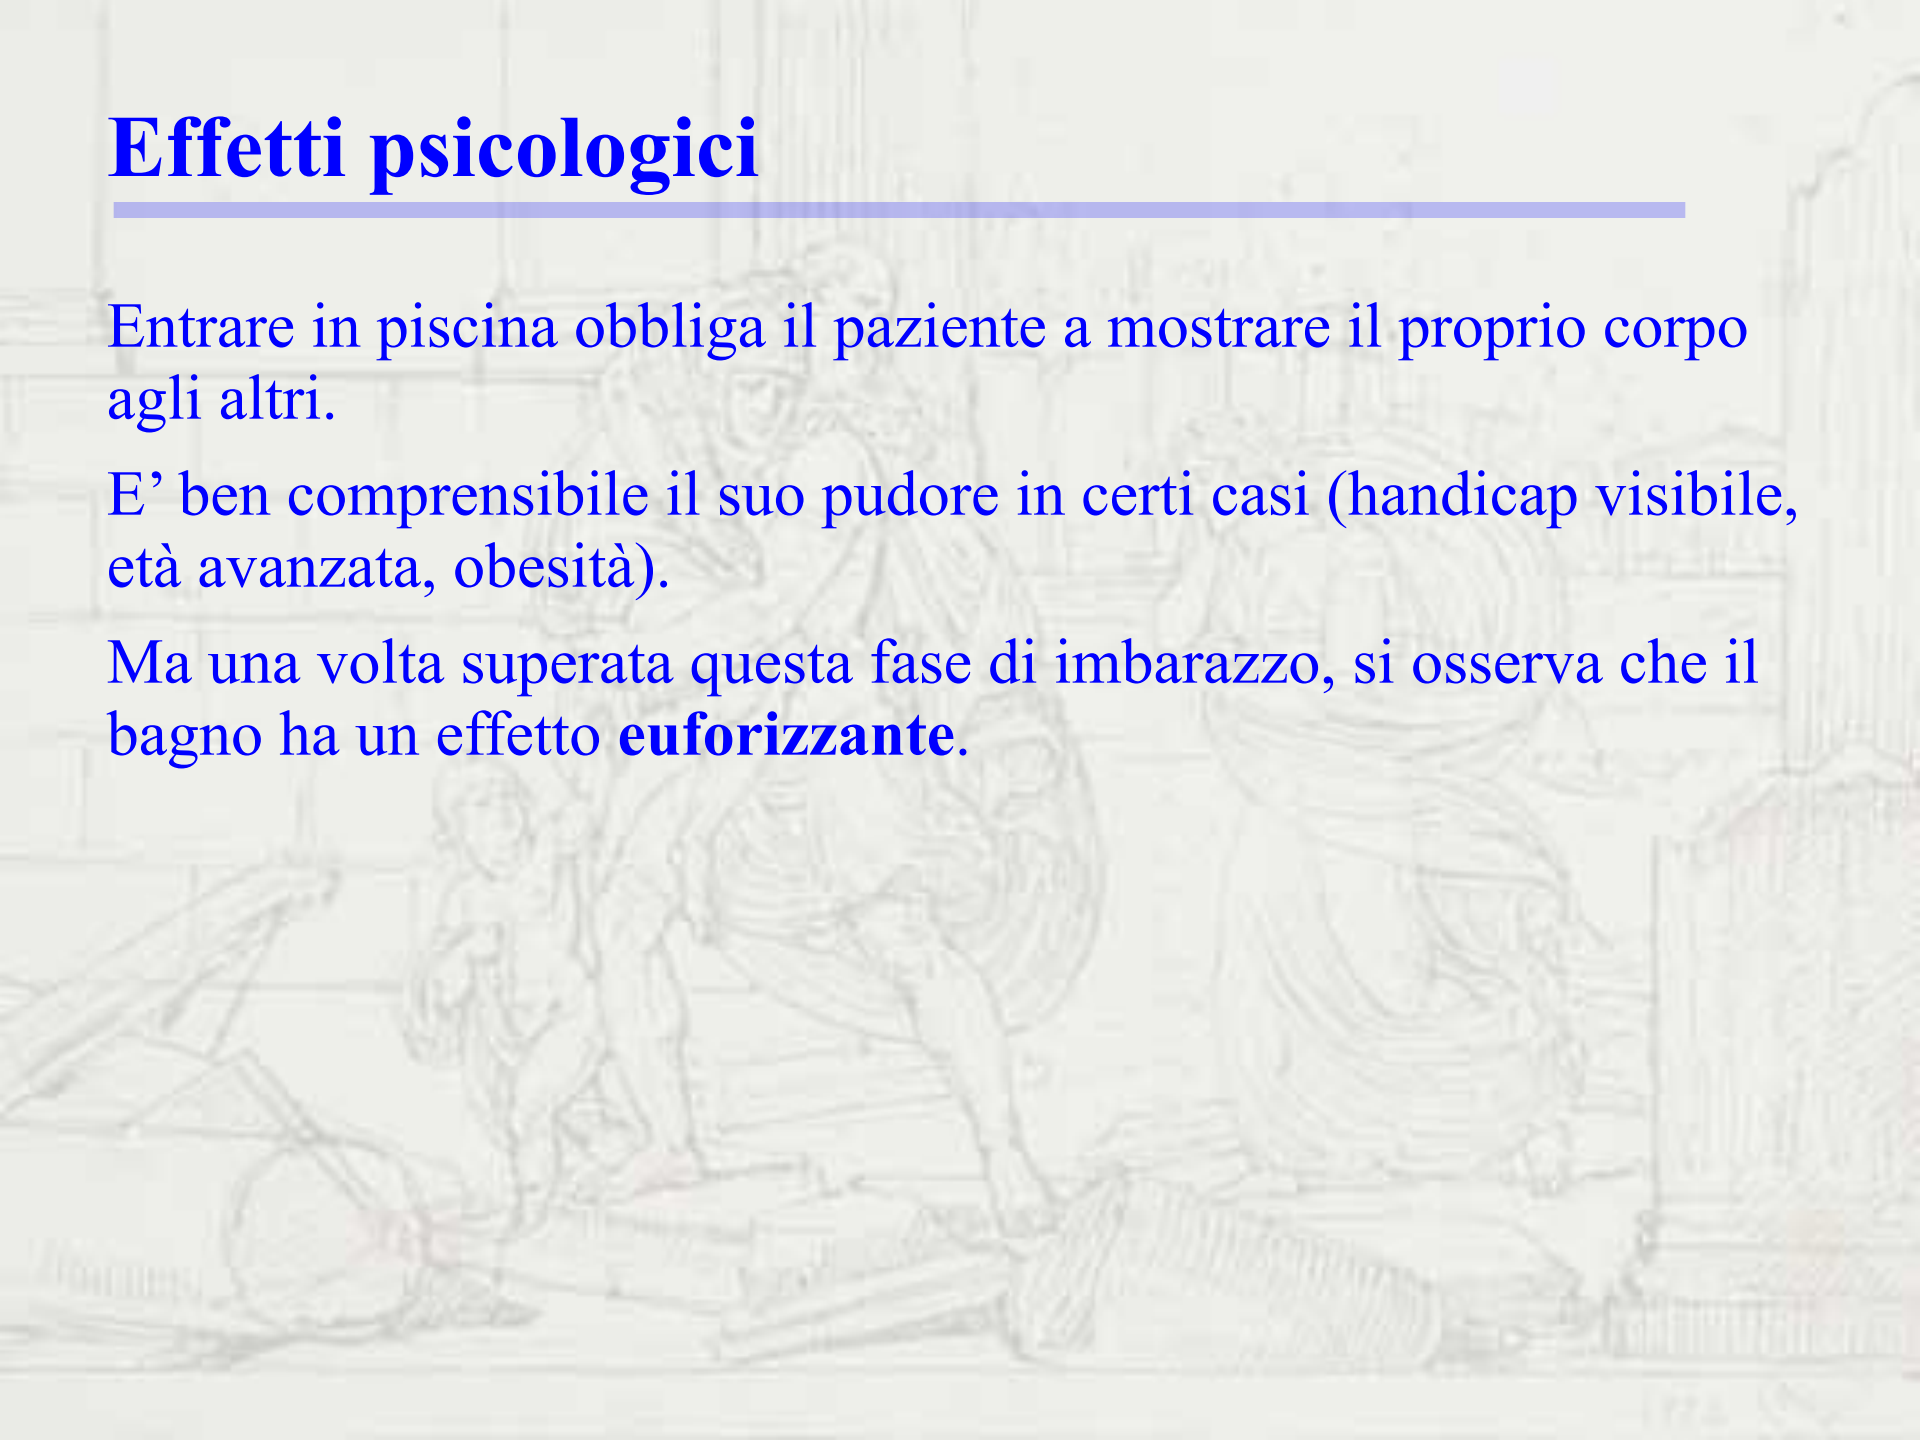 Effetti psicologici
Entrare in piscina obbliga il paziente a mostrare il proprio corpo
agli altri.
E’ ben comprensibile il suo pudore in certi casi (handicap visibile,
età avanzata, obesità).
Ma una volta superata questa fase di imbarazzo, si osserva che il
bagno ha un effetto euforizzante.